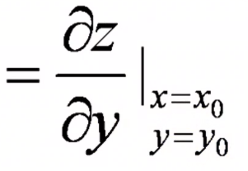 = ∂z/∂y |x=x₀
y=y₀